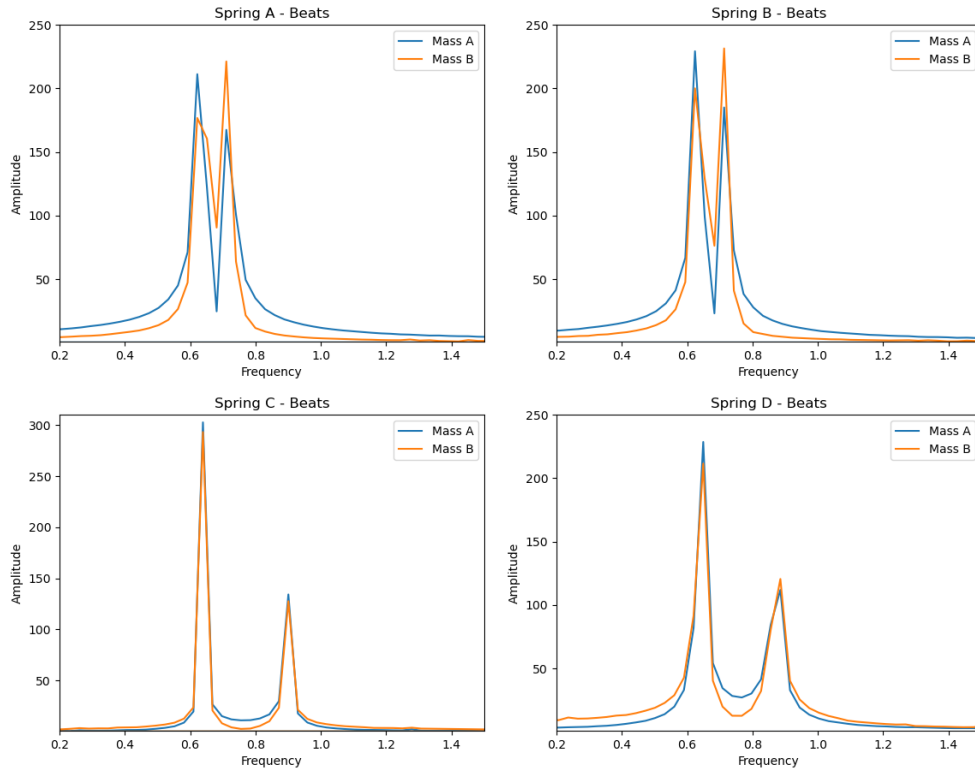 Spring A - Beats
250
200
150
100
50
Amplitude
Mass A
Mass B
0.2 0.4 0.6 0.8 1.0 1.2 1.4
Frequency
Spring B - Beats
250
200
150
100
50
Amplitude
Mass A
Mass B
0.2 0.4 0.6 0.8 1.0 1.2 1.4
Frequency
Spring C - Beats
300
250
200
150
100
50
Amplitude
Mass A
Mass B
0.2 0.4 0.6 0.8 1.0 1.2 1.4
Frequency
Spring D - Beats
250
200
150
100
50
Amplitude
Mass A
Mass B
0.2 0.4 0.6 0.8 1.0 1.2 1.4
Frequency